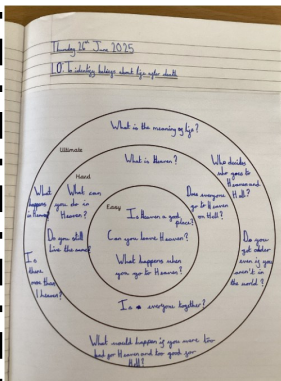 Thursday 26th June 2025
LO: To identify beliefs about life after death
What is the meaning of life?
Ultimate
What is Heaven?
Who decides
who goes to
Heaven and
Hell?
Hard
What
happens
in Heaven?
What can
you do in
Heaven?
Does everyone
go to Heaven
or Hell?
Easy
Is Heaven a good
place?
Can you leave Heaven?
What happens when
you go to Heaven?
Do you still
live the same?
Is
there
more than
1 heaven?
Do you
get older
even if you
aren't in
the world?
Is everyone together?
What would happen if you were too
bad for Heaven and too good for
Hell?